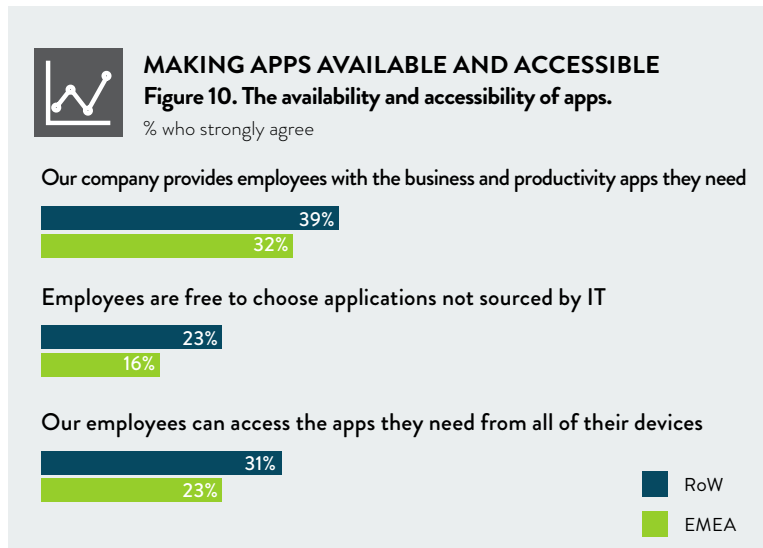 MAKING APPS AVAILABLE AND ACCESSIBLE
Figure 10. The availability and accessibility of apps.
% who strongly agree
Our company provides employees with the business and productivity apps they need
39%
32%
Employees are free to choose applications not sourced by IT
23%
16%
Our employees can access the apps they need from all of their devices
31%
23%
RoW
EMEA